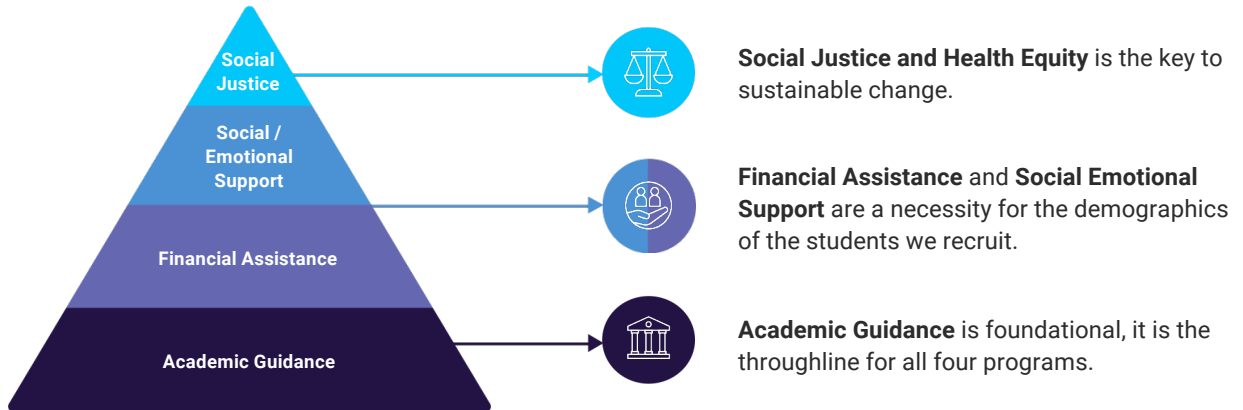 Social
Justice
Social /
Emotional
Support
Financial Assistance
Academic Guidance
Social Justice and Health Equity is the key to
sustainable change.
Financial Assistance and Social Emotional
Support are a necessity for the demographics
of the students we recruit.
Academic Guidance is foundational, it is the
throughline for all four programs.